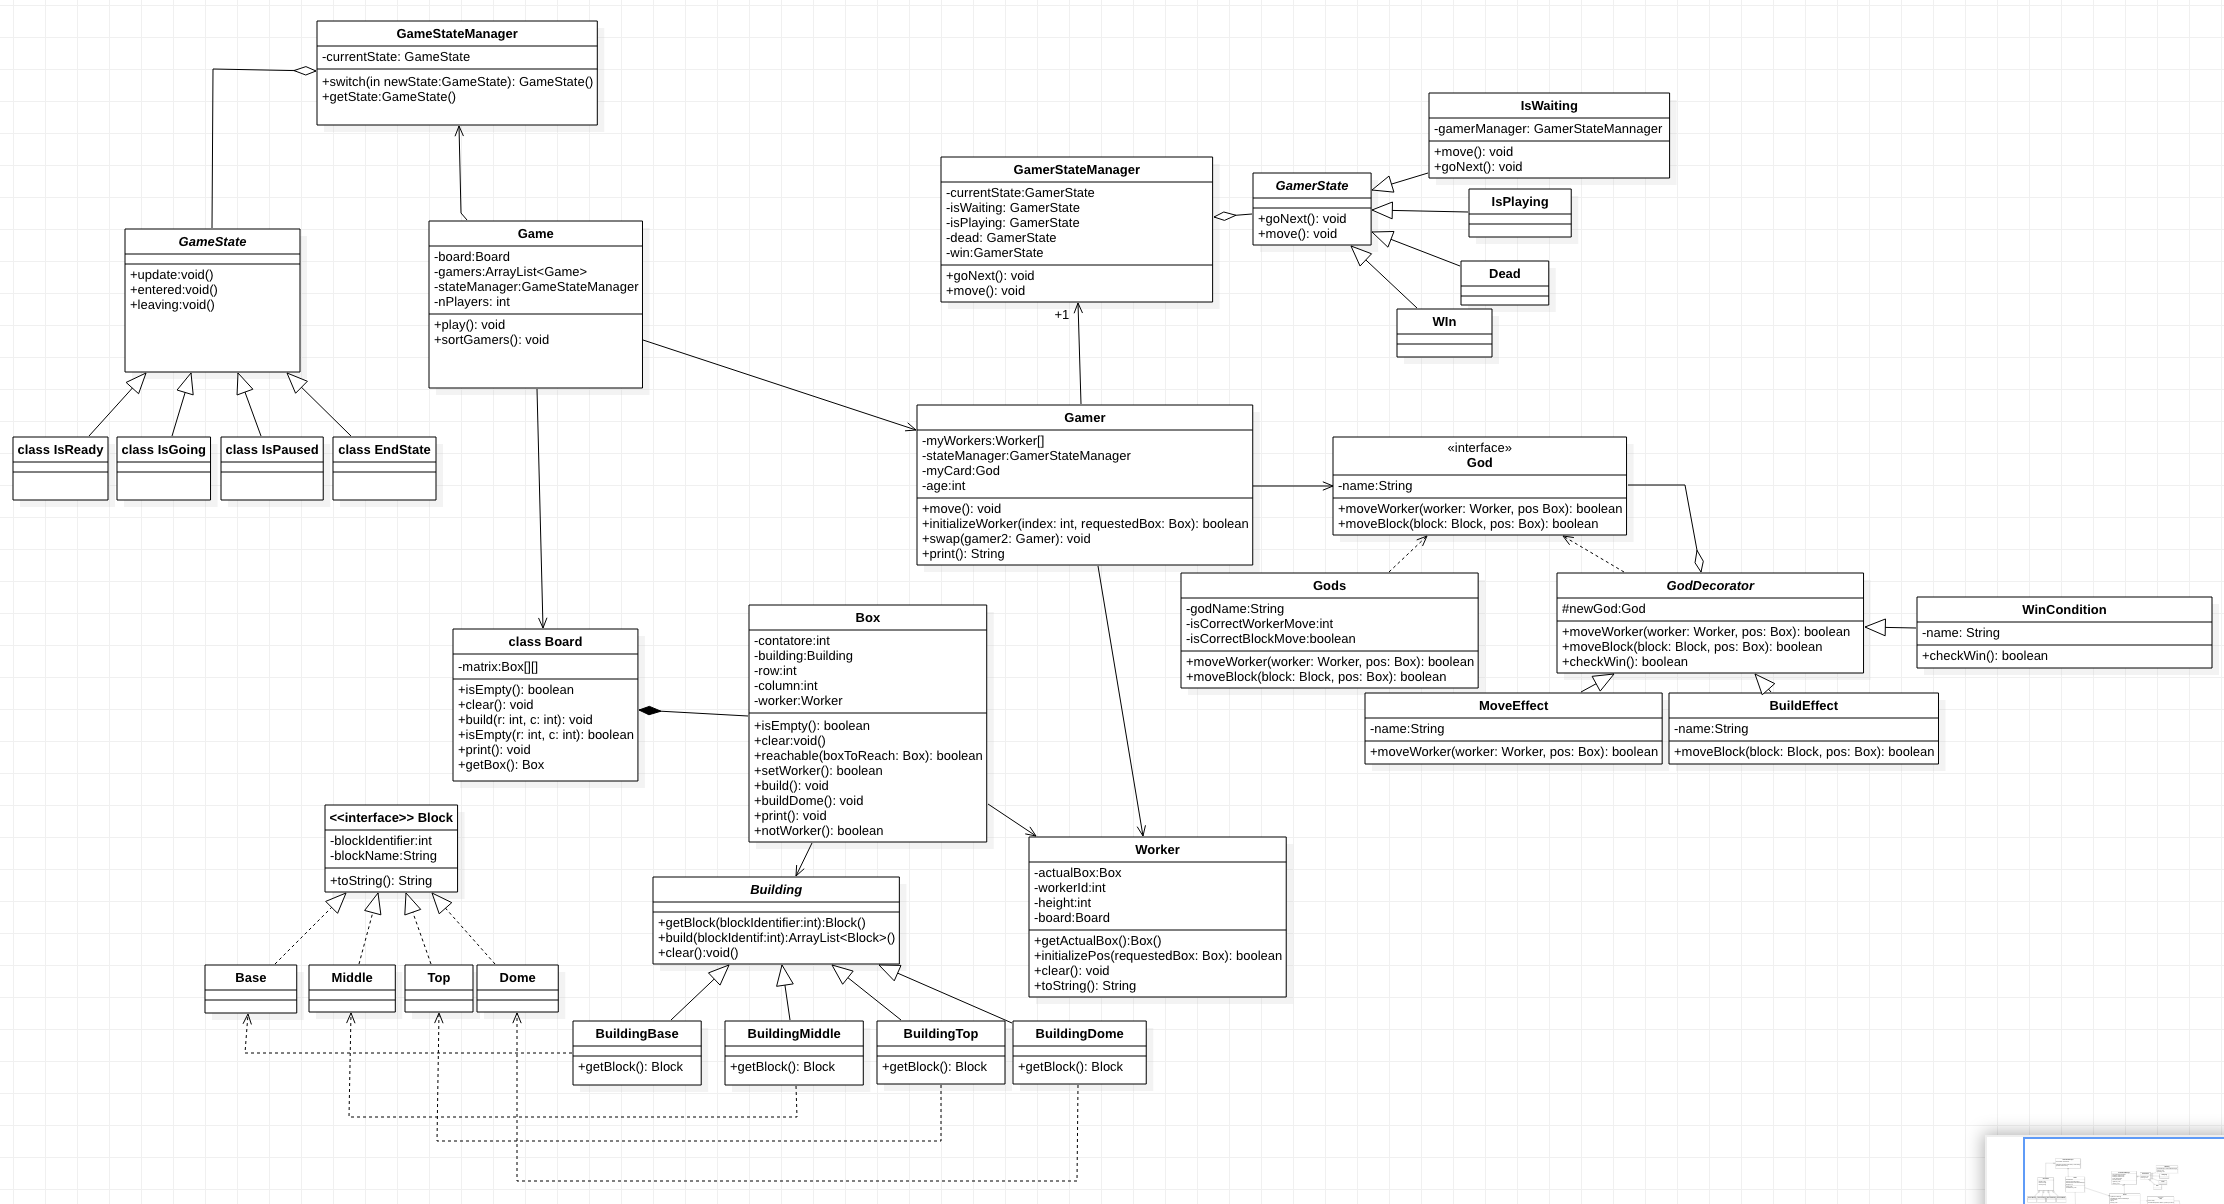 GameStateManager
-currentState: GameState
+switch(in newState:GameState): GameState()
+getState:GameState()
GameState
+update:void()
+entered:void()
+leaving:void()
class IsReady
class IsGoing
class IsPaused
class EndState
Game
-board:Board
-gamers:ArrayList<Game>
-stateManager:GameStateManager
-nPlayers: int
+play(): void
+sortGamers(): void
GamerStateManager
-currentState:GamerState
-isWaiting: GamerState
-isPlaying: GamerState
-dead: GamerState
-win:GamerState
+goNext(): void
+move(): void
+1
GamerState
+goNext(): void
+move(): void
IsWaiting
-gamerManager: GamerStateMannager
+move(): void
+goNext(): void
IsPlaying
Dead
WIn
Gamer
-myWorkers:Worker[]
-stateManager:GamerStateManager
-myCard:God
-age:int
+move(): void
+initializeWorker(index: int, requestedBox: Box): boolean
+swap(gamer2: Gamer): void
+print(): String
«interface»
God
-name:String
+moveWorker(worker: Worker, pos Box): boolean
+moveBlock(block: Block, pos: Box): boolean
Gods
-godName:String
-isCorrectWorkerMove:int
-isCorrectBlockMove:boolean
+moveWorker(worker: Worker, pos: Box): boolean
+moveBlock(block: Block, pos: Box): boolean
GodDecorator
#newGod:God
+moveWorker(worker: Worker, pos: Box): boolean
+moveBlock(block: Block, pos: Box): boolean
+checkWin(): boolean
WinCondition
-name: String
+checkWin(): boolean
MoveEffect
-name:String
+moveWorker(worker: Worker, pos: Box): boolean
BuildEffect
-name:String
+moveBlock(block: Block, pos: Box): boolean
class Board
-matrix:Box[][]
+isEmpty(): boolean
+clear(): void
+build(r: int, c: int): void
+isEmpty(r: int, c: int): boolean
+print(): void
+getBox(): Box
Box
-contatore:int
-building:Building
-row:int
-column:int
-worker:Worker
+isEmpty(): boolean
+clear:void()
+reachable(boxToReach: Box): boolean
+setWorker(): boolean
+build(): void
+buildDome(): void
+print(): void
+notWorker(): boolean
<<interface>> Block
-blockIdentifier:int
-blockName:String
+toString(): String
Base
Middle
Top
Dome
Building
+getBlock(blockIdentifier:int):Block()
+build(blockIdentif:int):ArrayList<Block>()
+clear():void()
Worker
-actualBox:Box
-workerId:int
-height:int
-board:Board
+getActualBox():Box()
+initializePos(requestedBox: Box): boolean
+clear(): void
+toString(): String
BuildingBase
+getBlock(): Block
BuildingMiddle
+getBlock(): Block
BuildingTop
+getBlock(): Block
BuildingDome
+getBlock(): Block